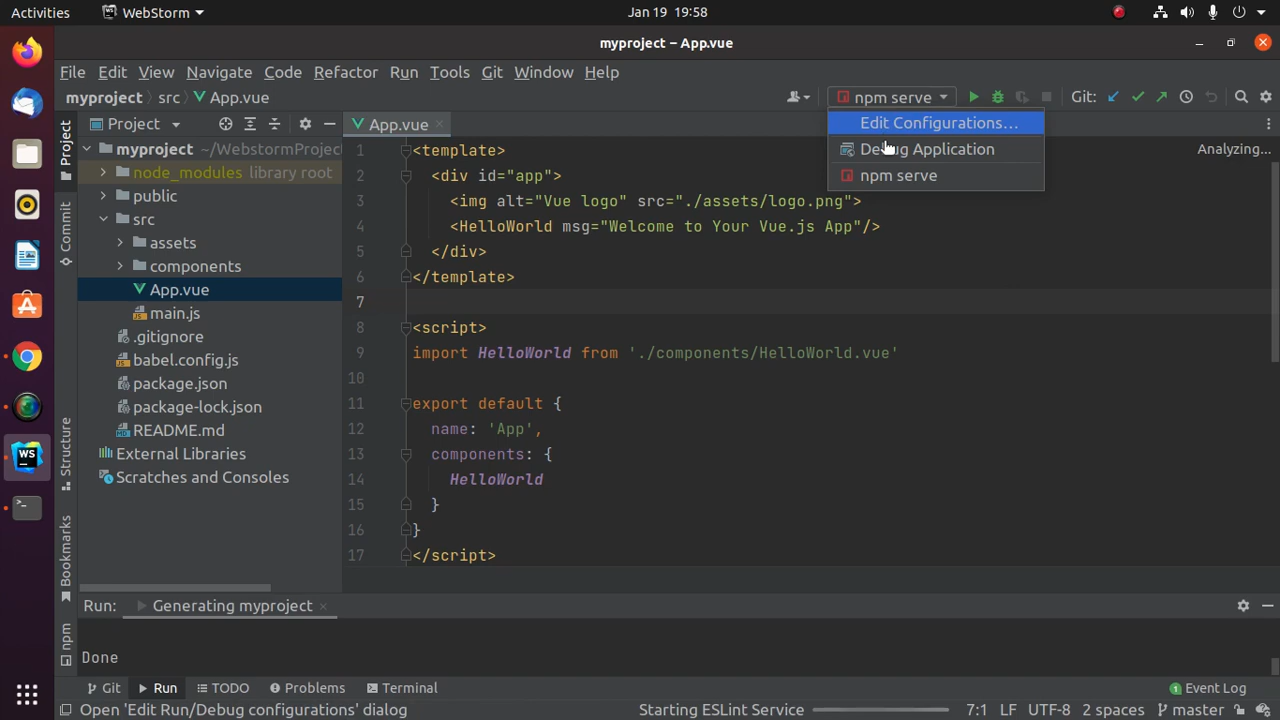 Activities WebStorm Jan 19 19:58
myproject – App.vue
File Edit View Navigate Code Refactor Run Tools Git Window Help
myproject src App.vue npm serve Git:
Project App.vue
Edit Configurations...
Debug Application
npm serve
Analyzing...
Project
Commit
Structure
Bookmarks
npm
myproject ~/WebstormProjec
node_modules library root
public
src
assets
components
App.vue
main.js
.gitignore
babel.config.js
package.json
package-lock.json
README.md
External Libraries
Scratches and Consoles
1 <template>
2 <div id="app">
3 <img alt="Vue logo" src="./assets/logo.png">
4 <HelloWorld msg="Welcome to Your Vue.js App"/>
5 </div>
6 </template>
7
8 <script>
9 import HelloWorld from './components/HelloWorld.vue'
10
11 export default {
12 name: 'App',
13 components: {
14 HelloWorld
15 }
16 }
17 </script>
Run: Generating myproject
Done
Git Run TODO Problems Terminal 1 Event Log
Open 'Edit Run/Debug configurations' dialog Starting ESLint Service 7:1 LF UTF-8 2 spaces master
WS